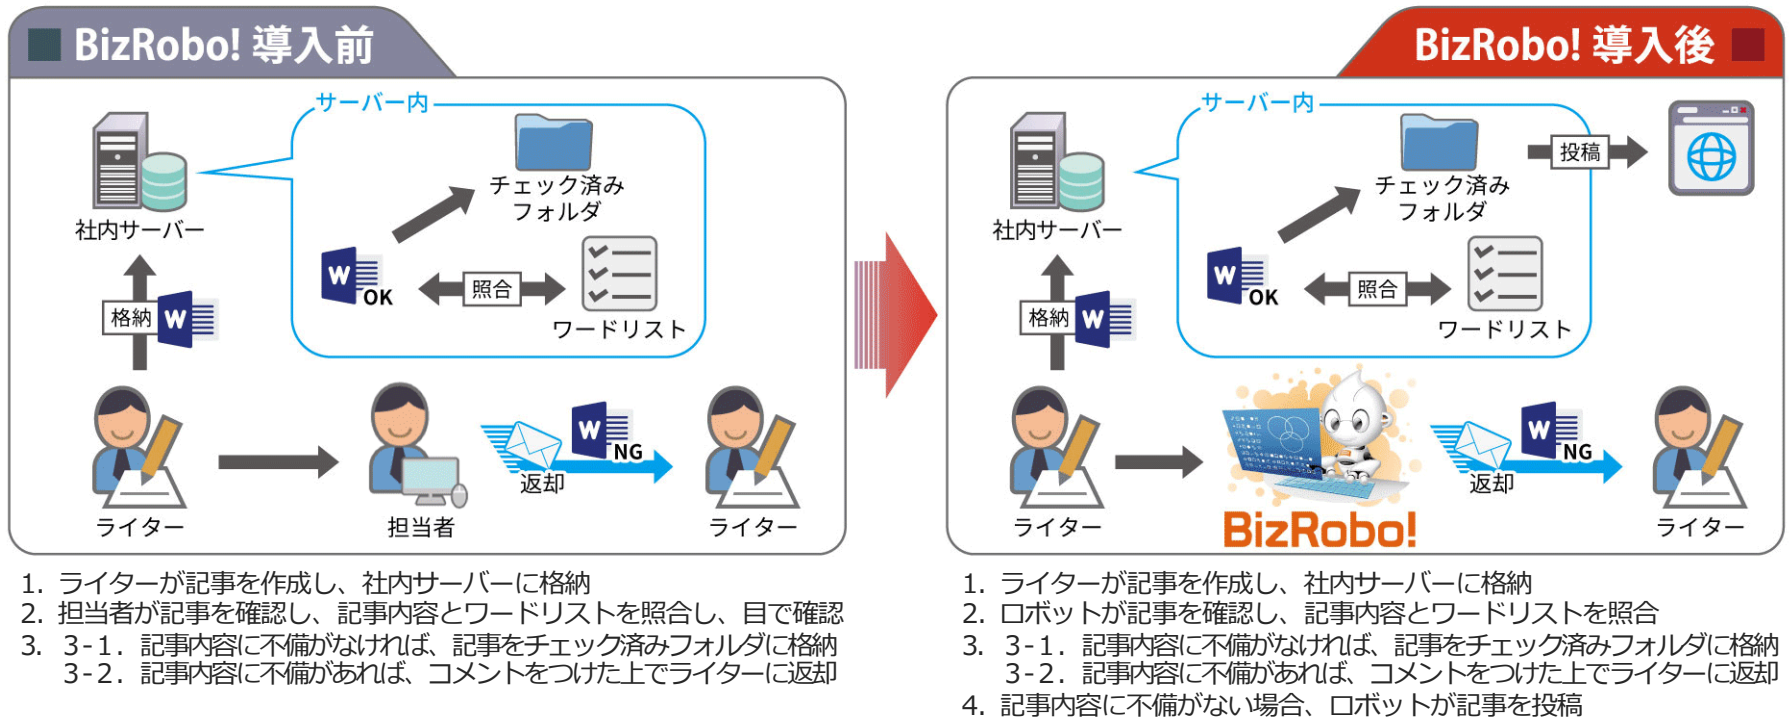 BizRobo! 導入前
サーバー内
チェック済み
フォルダ
社内サーバー
W
OK
照合
ワードリスト
格納
W
W
NG
返却
ライター
担当者
ライター
1. ライターが記事を作成し、社内サーバーに格納
2. 担当者が記事を確認し、記事内容とワードリストを照合し、目で確認
3. 3-1. 記事内容に不備がなければ、記事をチェック済みフォルダに格納
3-2. 記事内容に不備があれば、コメントをつけた上でライターに返却
BizRobo! 導入後
サーバー内
投稿
チェック済み
フォルダ
社内サーバー
W
OK
照合
ワードリスト
格納
W
W
NG
返却
ライター
BizRobo!
ライター
1. ライターが記事を作成し、社内サーバーに格納
2. ロボットが記事を確認し、記事内容とワードリストを照合
3. 3-1. 記事内容に不備がなければ、記事をチェック済みフォルダに格納
3-2. 記事内容に不備があれば、コメントをつけた上でライターに返却
4. 記事内容に不備がない場合、ロボットが記事を投稿